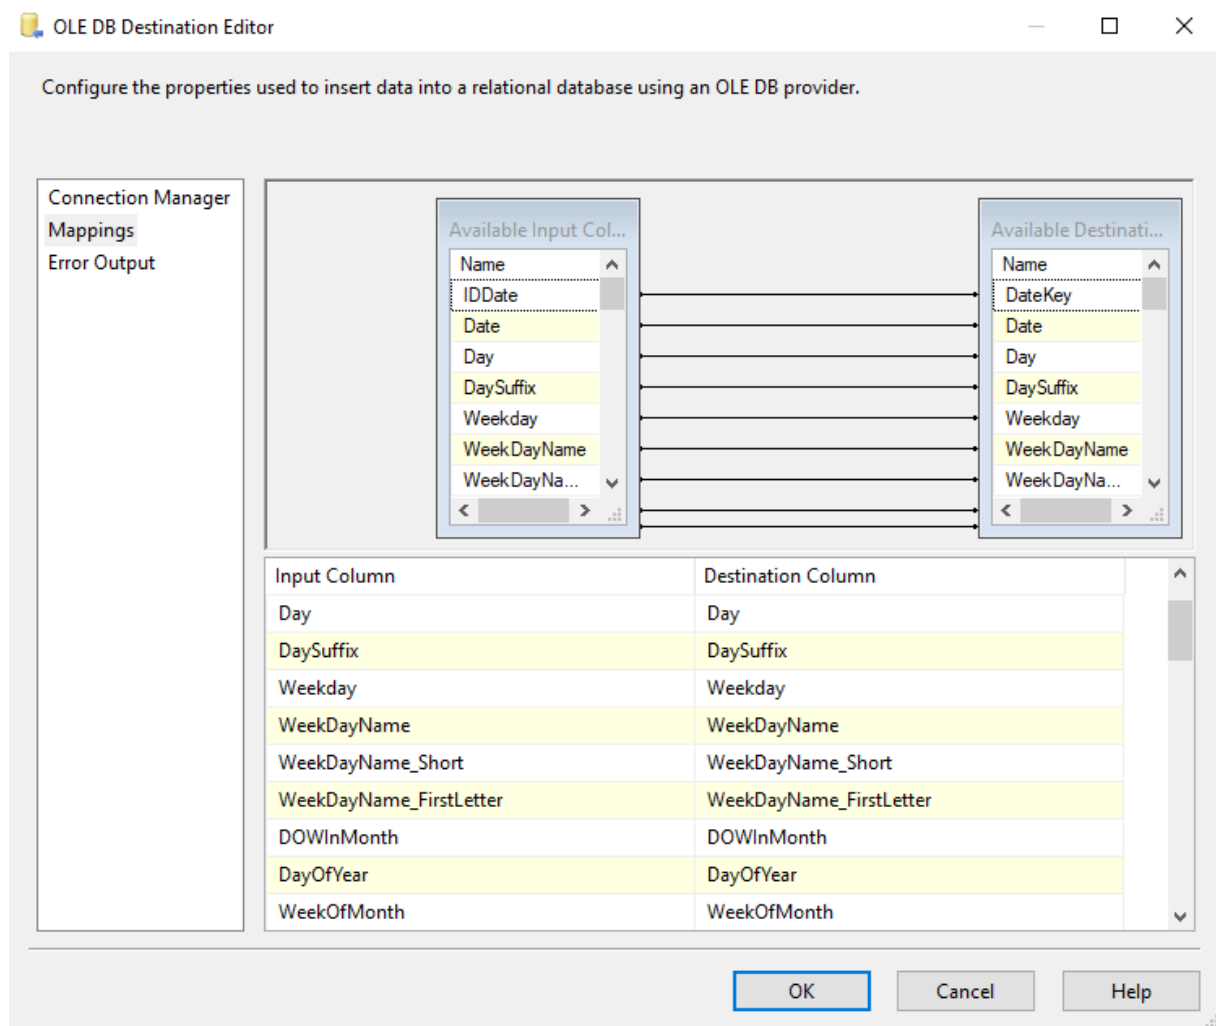 OLE DB Destination Editor
Configure the properties used to insert data into a relational database using an OLE DB provider.
Connection Manager
Mappings
Error Output
Available Input Col...
Name
IDDate
Date
Day
DaySuffix
Weekday
WeekDayName
WeekDayNa...
Available Destinati...
Name
DateKey
Date
Day
DaySuffix
Weekday
WeekDayName
WeekDayNa...
Input Column Destination Column
Day Day
DaySuffix DaySuffix
Weekday Weekday
WeekDayName WeekDayName
WeekDayName_Short WeekDayName_Short
WeekDayName_FirstLetter WeekDayName_FirstLetter
DOWInMonth DOWInMonth
DayOfYear DayOfYear
WeekOfMonth WeekOfMonth
OK Cancel Help